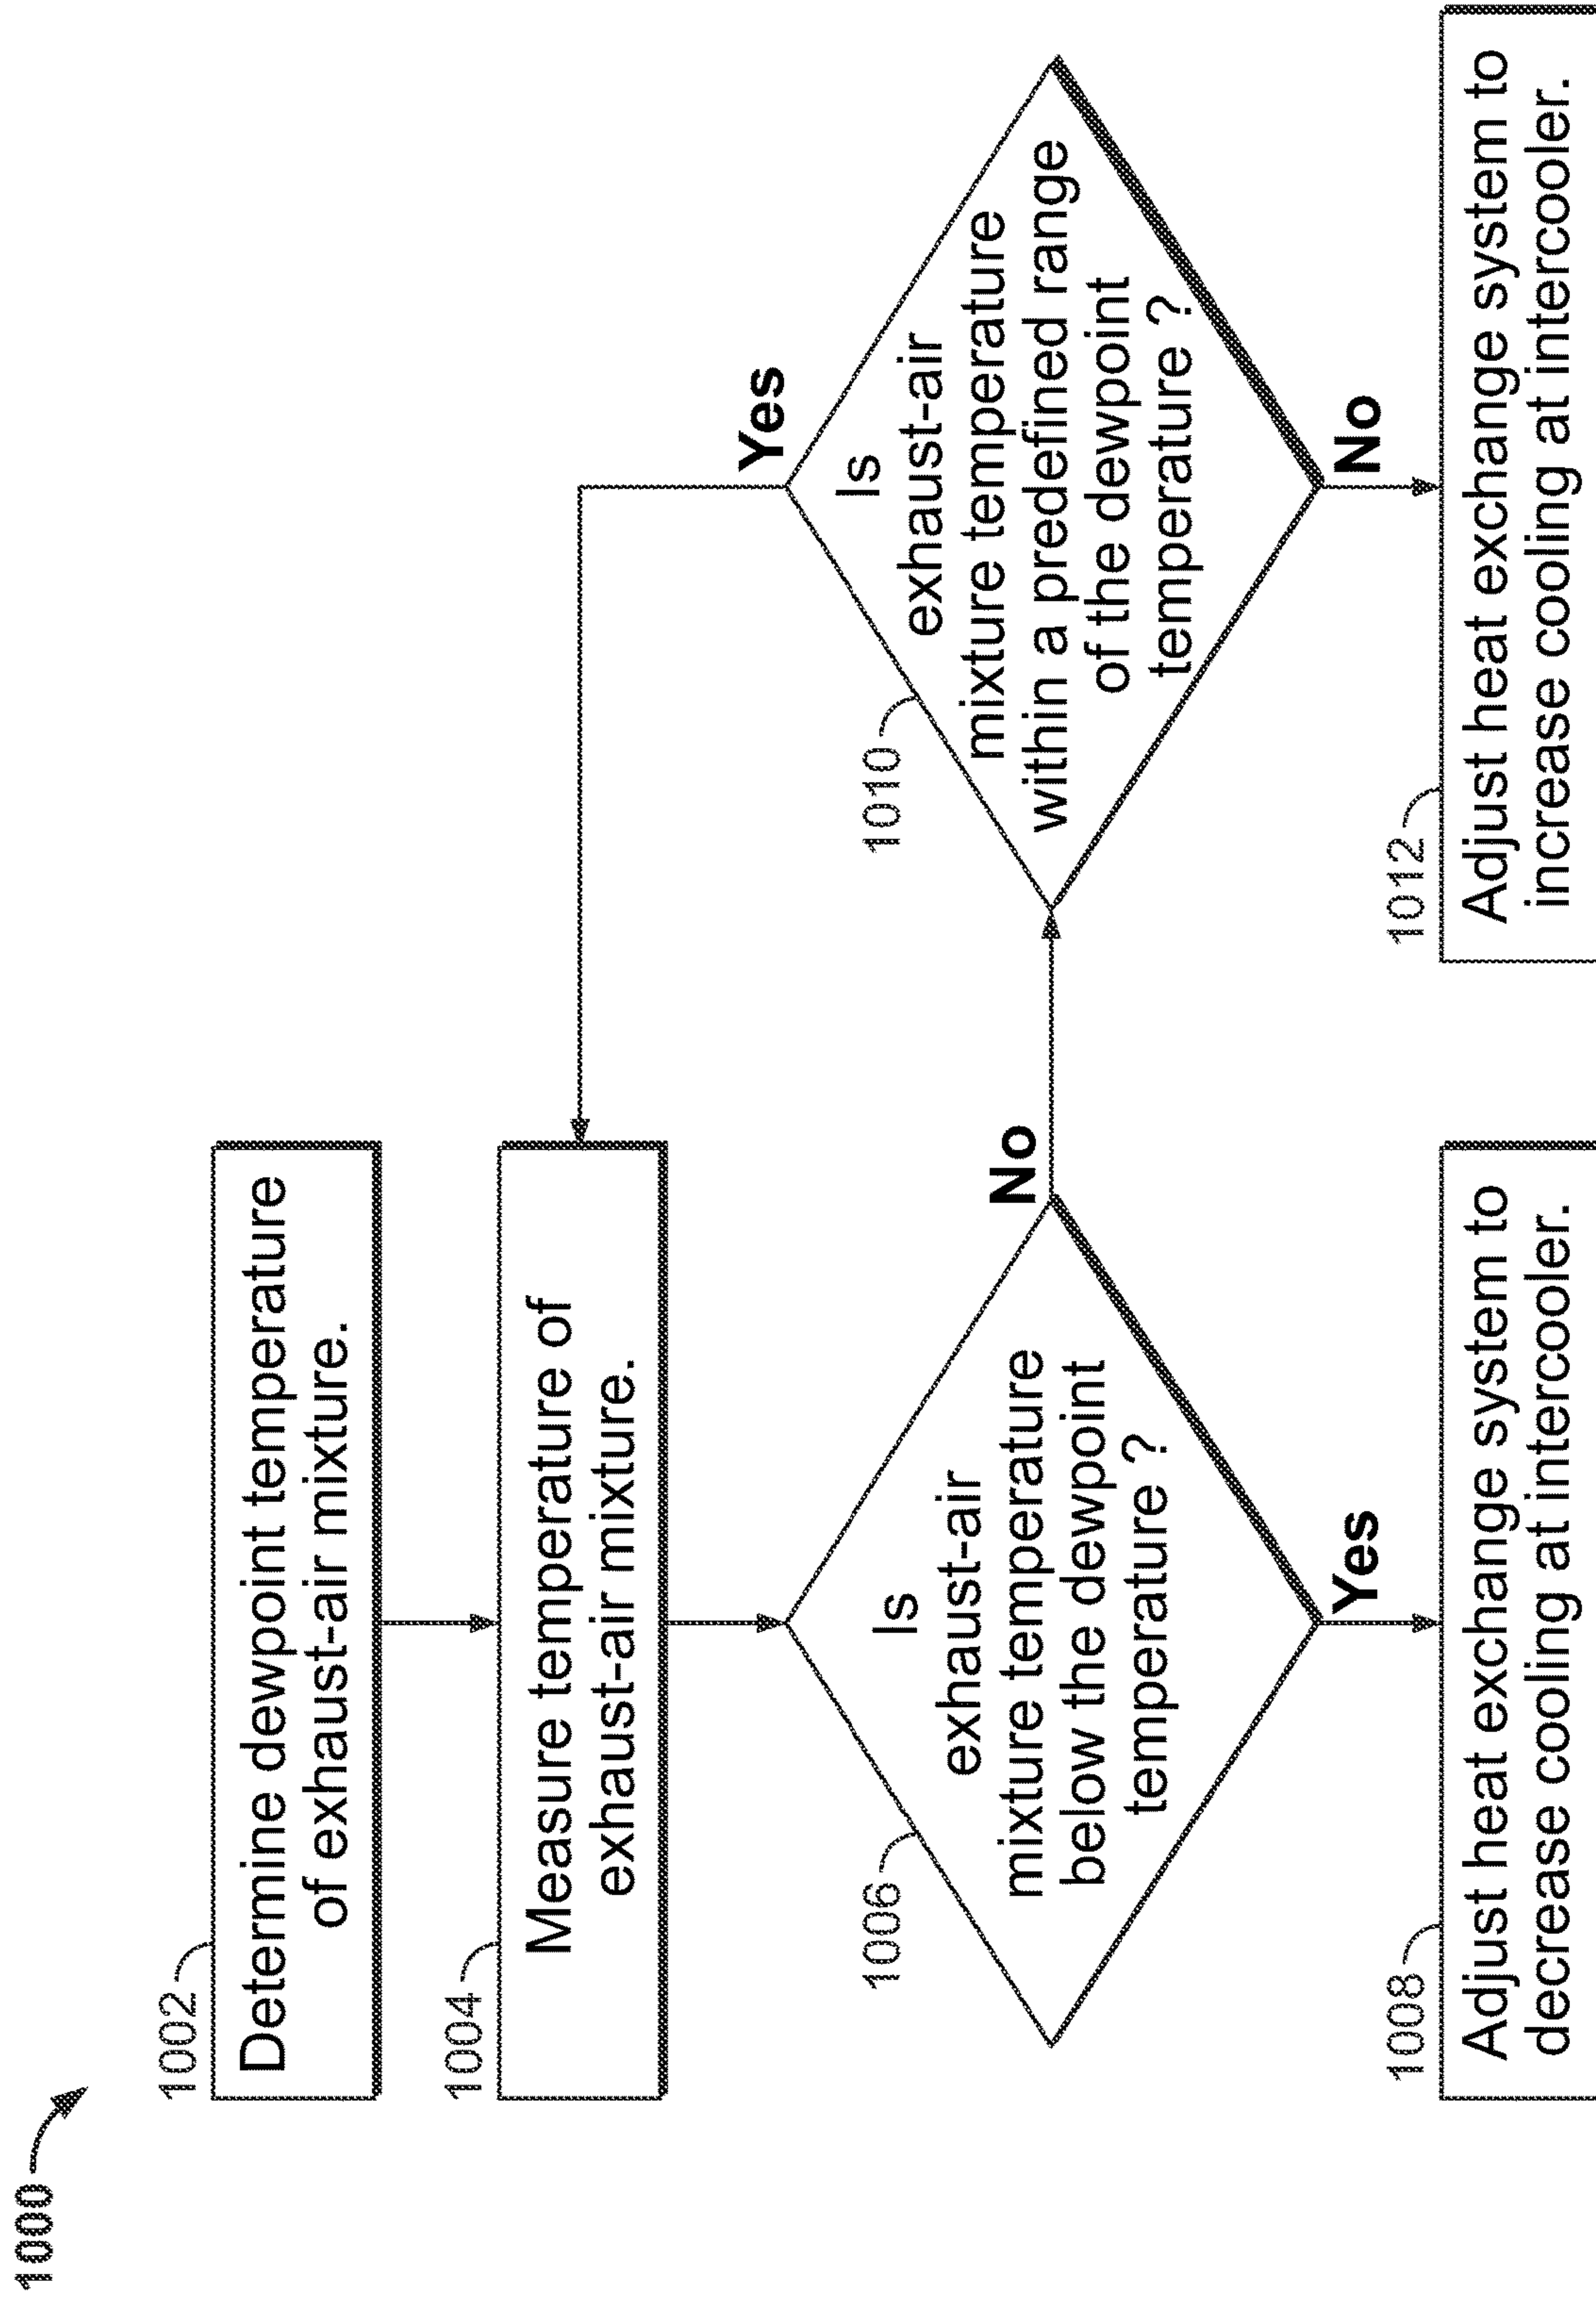 1000
1002
Determine dewpoint temperature
of exhaust-air mixture.
1004
Measure temperature of
exhaust-air mixture.
1006
Is
exhaust-air
mixture temperature
below the dewpoint
temperature ?
No
Yes
1008
Adjust heat exchange system to
decrease cooling at intercooler.
Yes
1010
Is
exhaust-air
mixture temperature
within a predefined range
of the dewpoint
temperature ?
No
1012
Adjust heat exchange system to
increase cooling at intercooler.